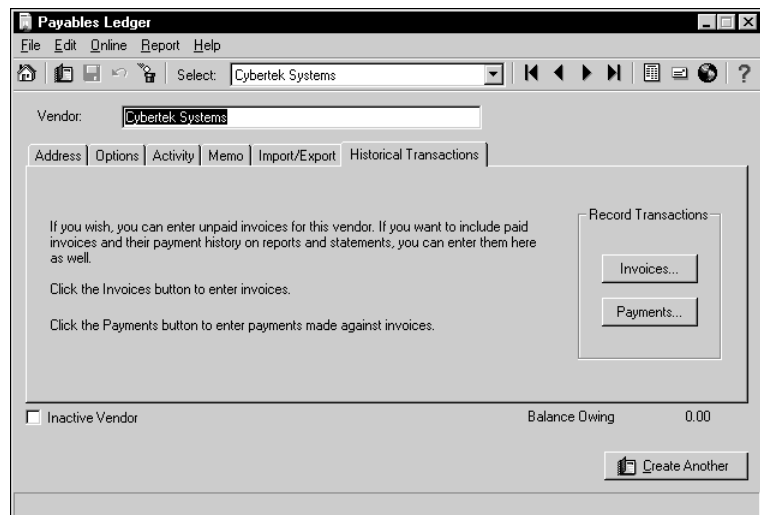 Payables Ledger
File Edit Online Report Help
Select: Cybertek Systems
?
Vendor: Cybertek Systems
Address Options Activity Memo Import/Export Historical Transactions
If you wish, you can enter unpaid invoices for this vendor. If you want to include paid
invoices and their payment history on reports and statements, you can enter them here
as well.
Click the Invoices button to enter invoices.
Click the Payments button to enter payments made against invoices.
Record Transactions
Invoices...
Payments...
Inactive Vendor
Balance Owing 0.00
Create Another